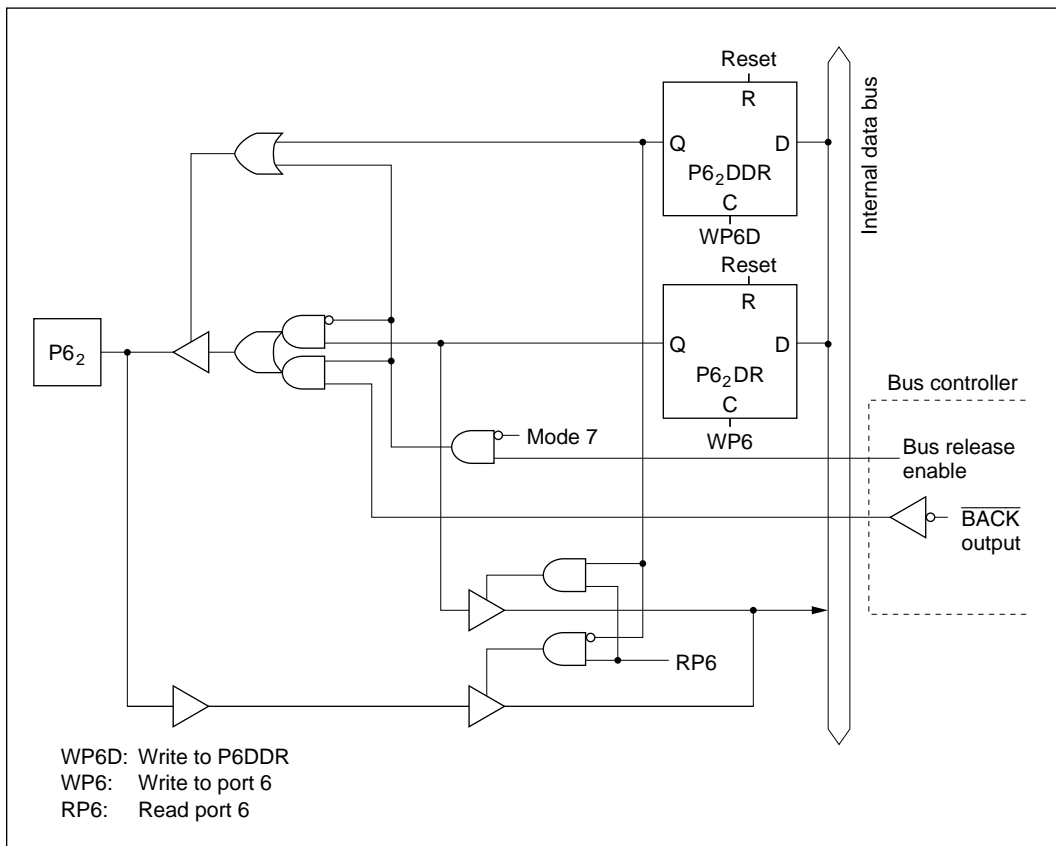 Reset
R
Q D
P6₂DDR
C
WP6D
Reset
R
Q D
P6₂DR
C
WP6
Internal data bus
P6₂
Mode 7
Bus controller
Bus release
enable
B̅A̅C̅K̅
output
RP6
WP6D: Write to P6DDR
WP6: Write to port 6
RP6: Read port 6